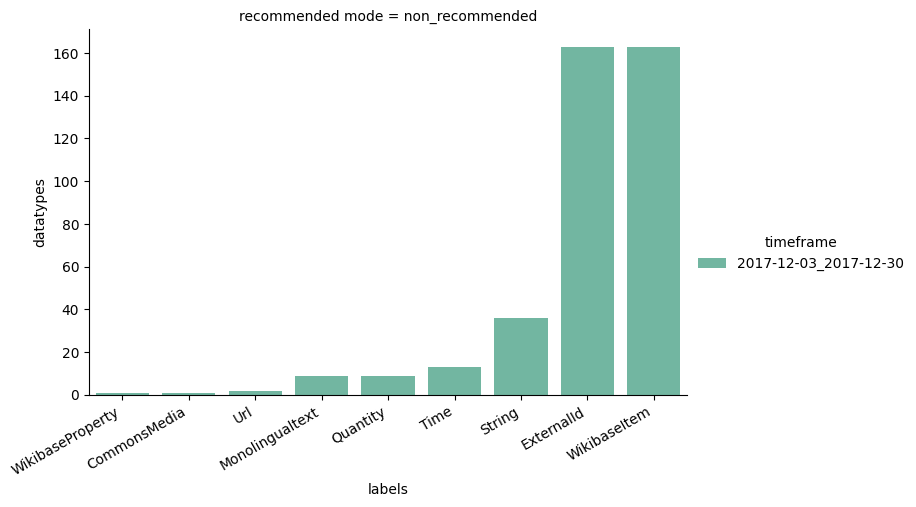 recommended mode = non_recommended
160
140
120
100
80
60
40
20
0
datatypes
WikibaseProperty
CommonsMedia
Url
Monolingualtext
Quantity
Time
String
ExternalId
WikibaseItem
labels
timeframe
2017-12-03_2017-12-30